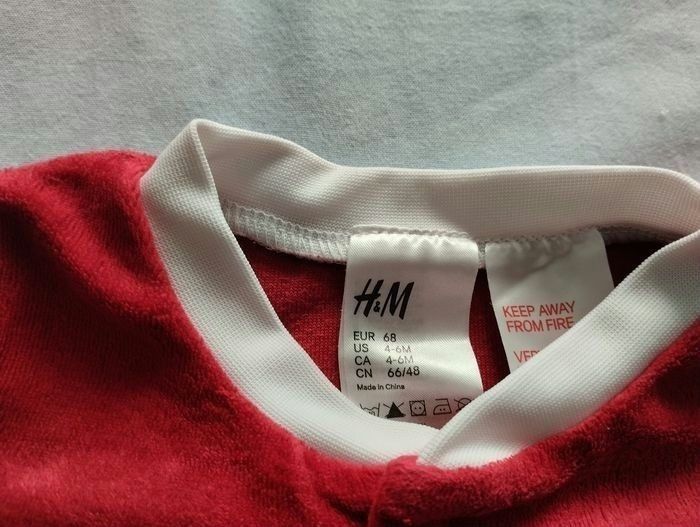 H&M
EUR 68
US 4-6M
CA 4-6M
CN 66/48
Made in China
KEEP AWAY
FROM FIRE